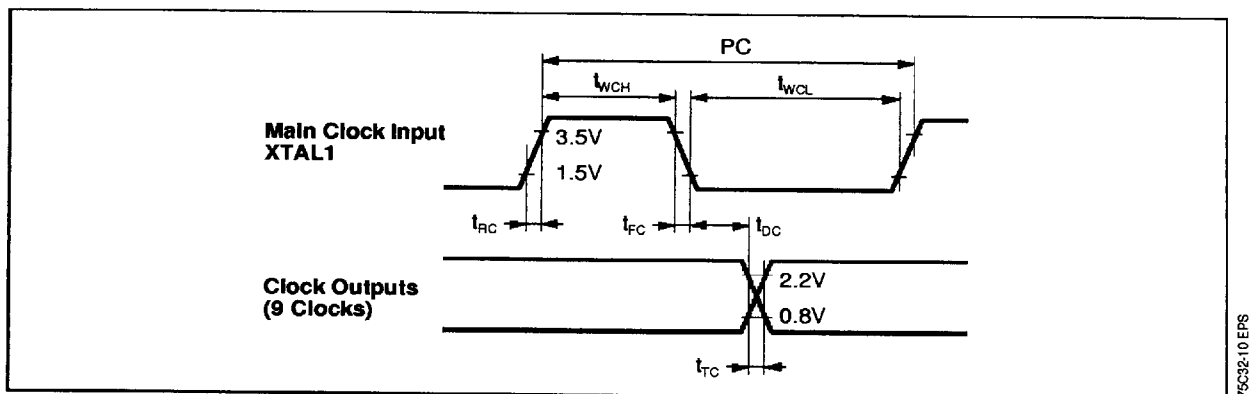 PC
tWCH
tWCL
Main Clock Input
XTAL1
3.5V
1.5V
tRC
tFC
tDC
Clock Outputs
(9 Clocks)
2.2V
0.8V
tTC
75C32-10 EPS